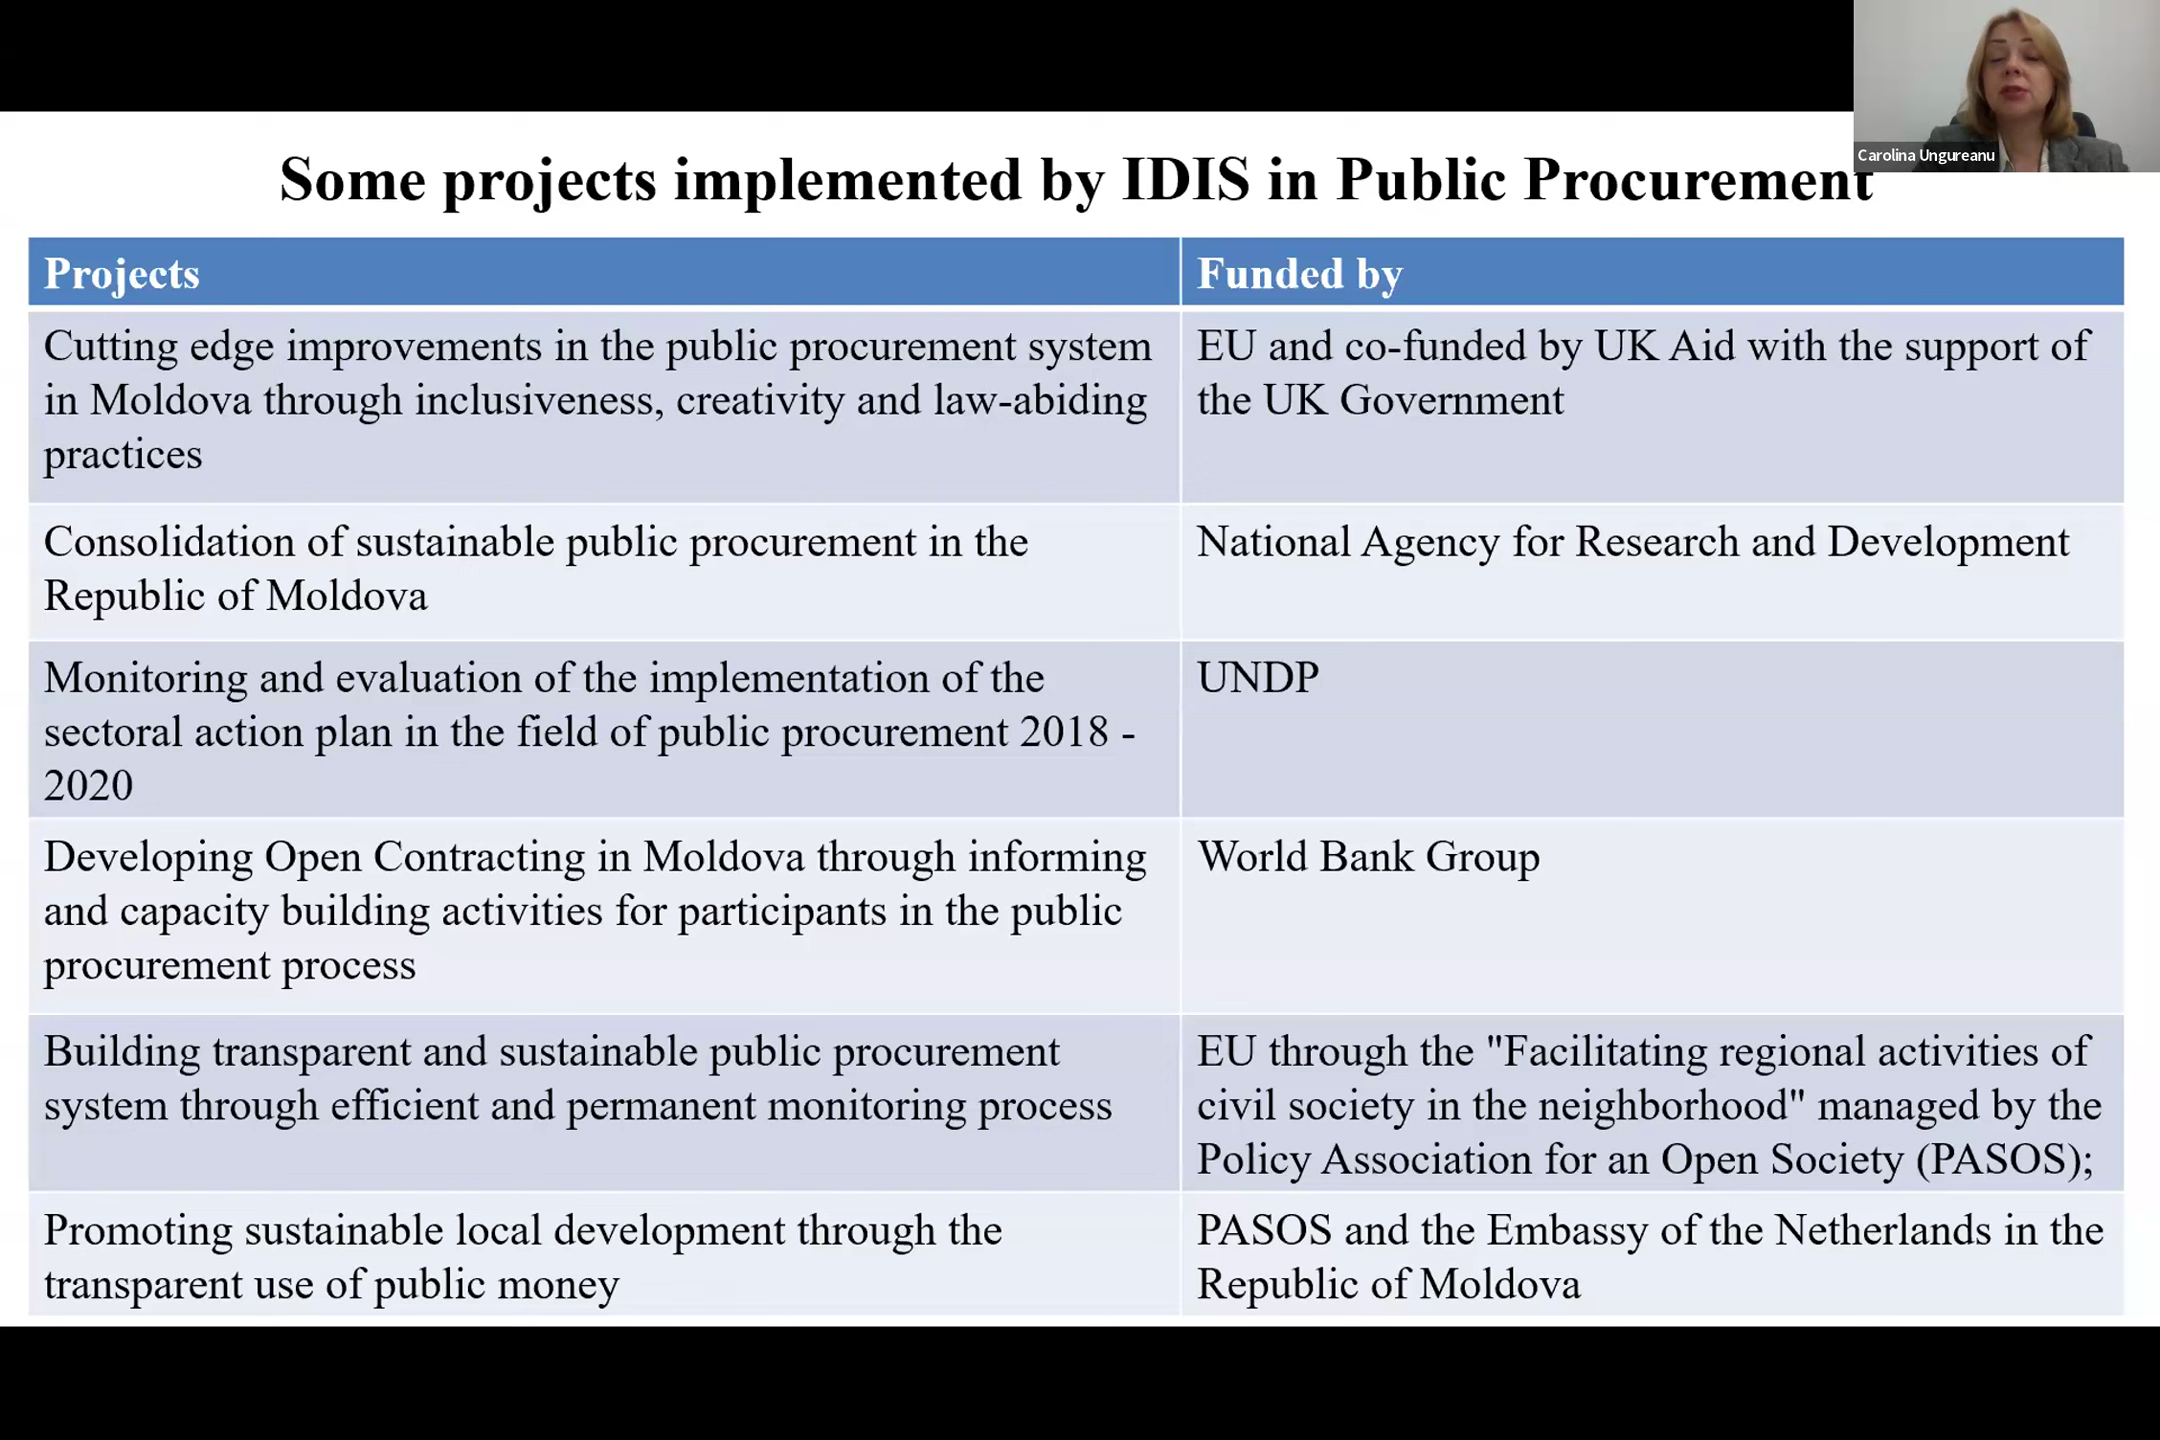 Carolina Ungureanu
Some projects implemented by IDIS in Public Procurement
Projects
Funded by
Cutting edge improvements in the public procurement system
in Moldova through inclusiveness, creativity and law-abiding
practices
EU and co-funded by UK Aid with the support of
the UK Government
Consolidation of sustainable public procurement in the
Republic of Moldova
National Agency for Research and Development
Monitoring and evaluation of the implementation of the
sectoral action plan in the field of public procurement 2018 -
2020
UNDP
Developing Open Contracting in Moldova through informing
and capacity building activities for participants in the public
procurement process
World Bank Group
Building transparent and sustainable public procurement
system through efficient and permanent monitoring process
EU through the "Facilitating regional activities of
civil society in the neighborhood" managed by the
Policy Association for an Open Society (PASOS);
Promoting sustainable local development through the
transparent use of public money
PASOS and the Embassy of the Netherlands in the
Republic of Moldova